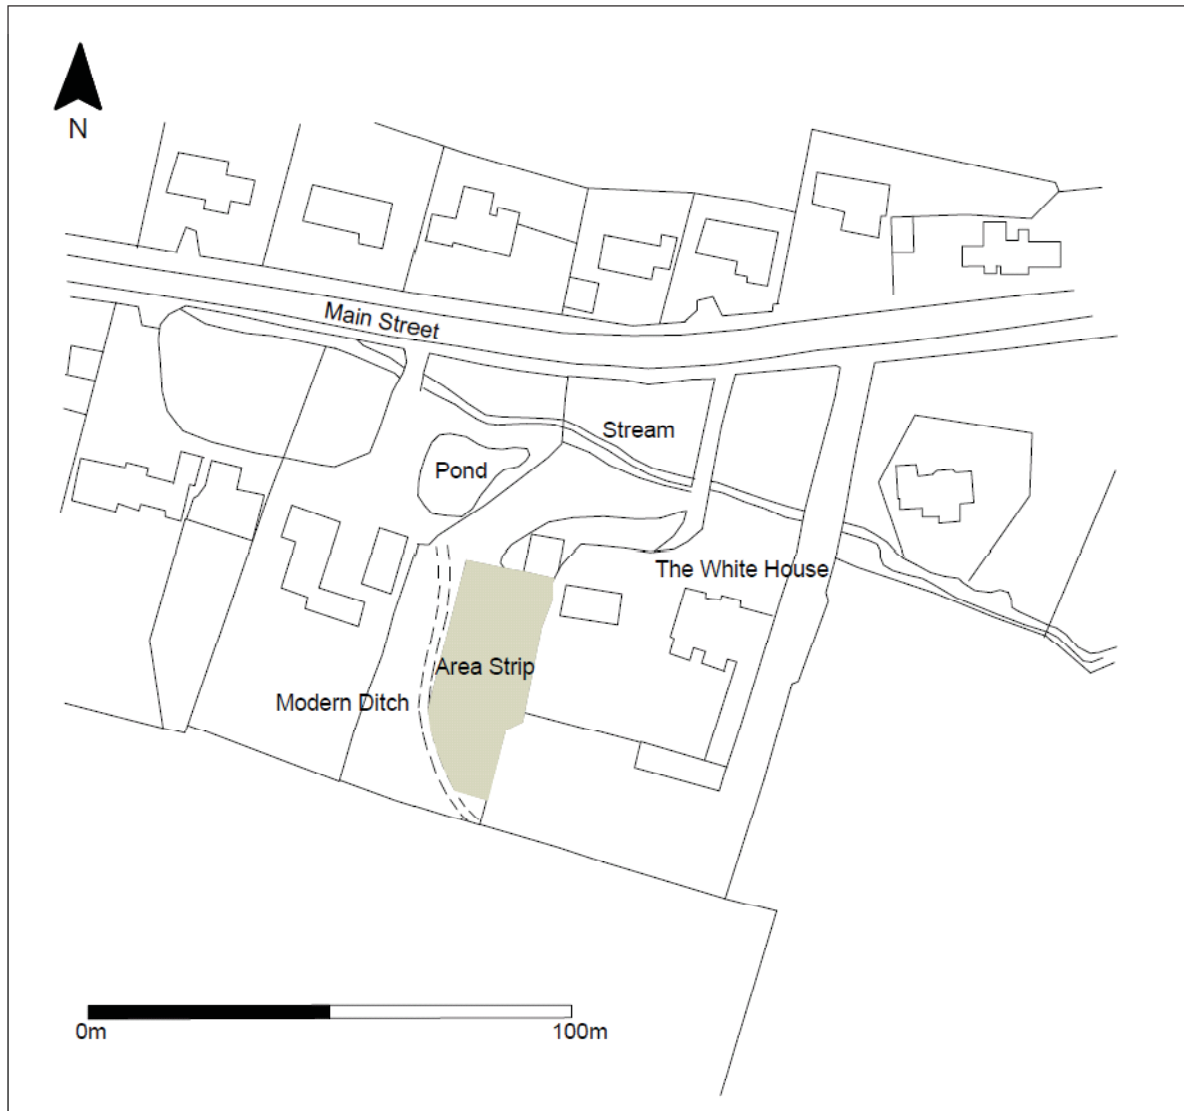 N
Main Street
Stream
Pond
The White House
Area Strip
Modern Ditch
0m
100m